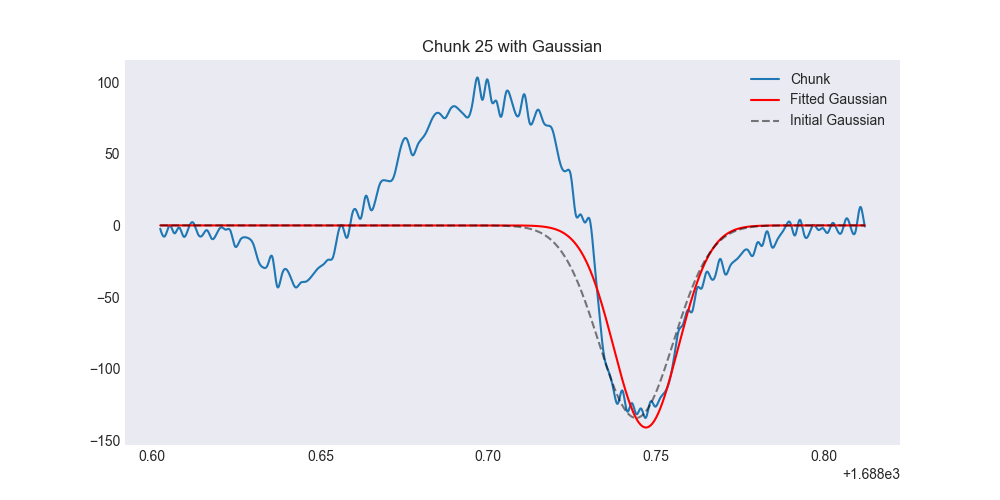 Chunk 25 with Gaussian
Chunk
Fitted Gaussian
Initial Gaussian
100
50
0
−50
−100
−150
0.60 0.65 0.70 0.75 0.80
+1.688e3